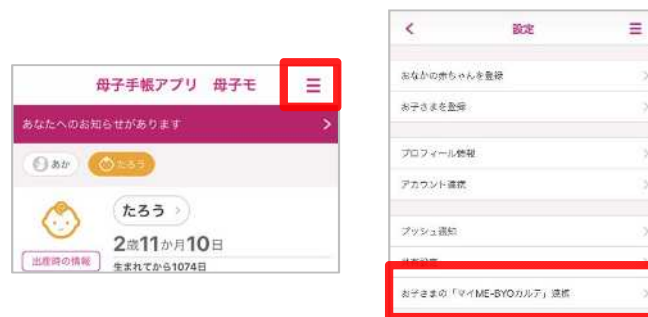 母子手帳アプリ 母子モ
あなたへのお知らせがあります
あか たろう
たろう
2歳11か月10日
出産時の情報
生まれてから1074日
設定
おなかの赤ちゃんを登録
お子さまを登録
プロフィール情報
アカウント連携
プッシュ通知
お子さまの「マイME-BYOカルテ」連携